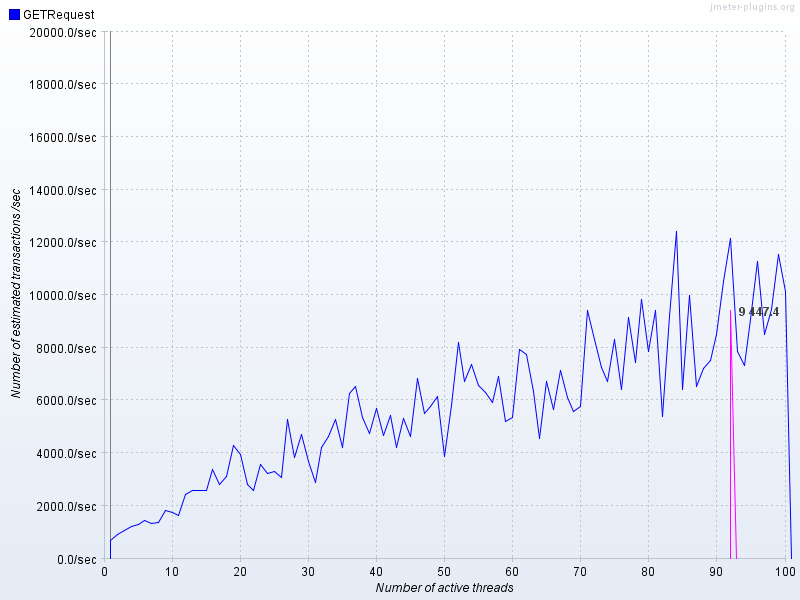 jmeter-plugins.org
GETRequest
20000.0/sec
18000.0/sec
16000.0/sec
14000.0/sec
12000.0/sec
10000.0/sec
8000.0/sec
6000.0/sec
4000.0/sec
2000.0/sec
0.0/sec
Number of estimated transactions /sec
9 447.4
0 10 20 30 40 50 60 70 80 90 100
Number of active threads